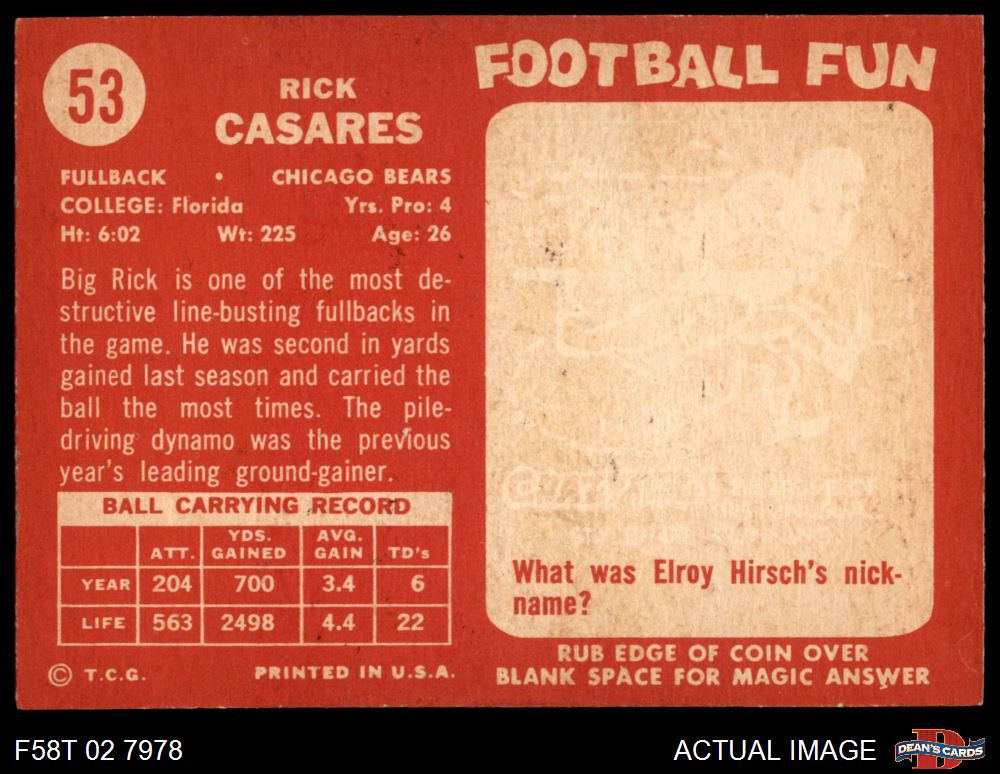 53
RICK
CASARES
FULLBACK • CHICAGO BEARS
COLLEGE: Florida Yrs. Pro: 4
Ht: 6:02 Wt: 225 Age: 26
Big Rick is one of the most de-
structive line-busting fullbacks in
the game. He was second in yards
gained last season and carried the
ball the most times. The pile-
driving dynamo was the previous
year's leading ground-gainer.
BALL CARRYING RECORD
ATT. YDS. GAINED AVG. GAIN TD's
YEAR 204 700 3.4 6
LIFE 563 2498 4.4 22
© T.C.G. PRINTED IN U.S.A.
FOOTBALL FUN
What was Elroy Hirsch's nick-
name?
RUB EDGE OF COIN OVER
BLANK SPACE FOR MAGIC ANSWER
F58T 02 7978
ACTUAL IMAGE
D
DEAN'S CARDS